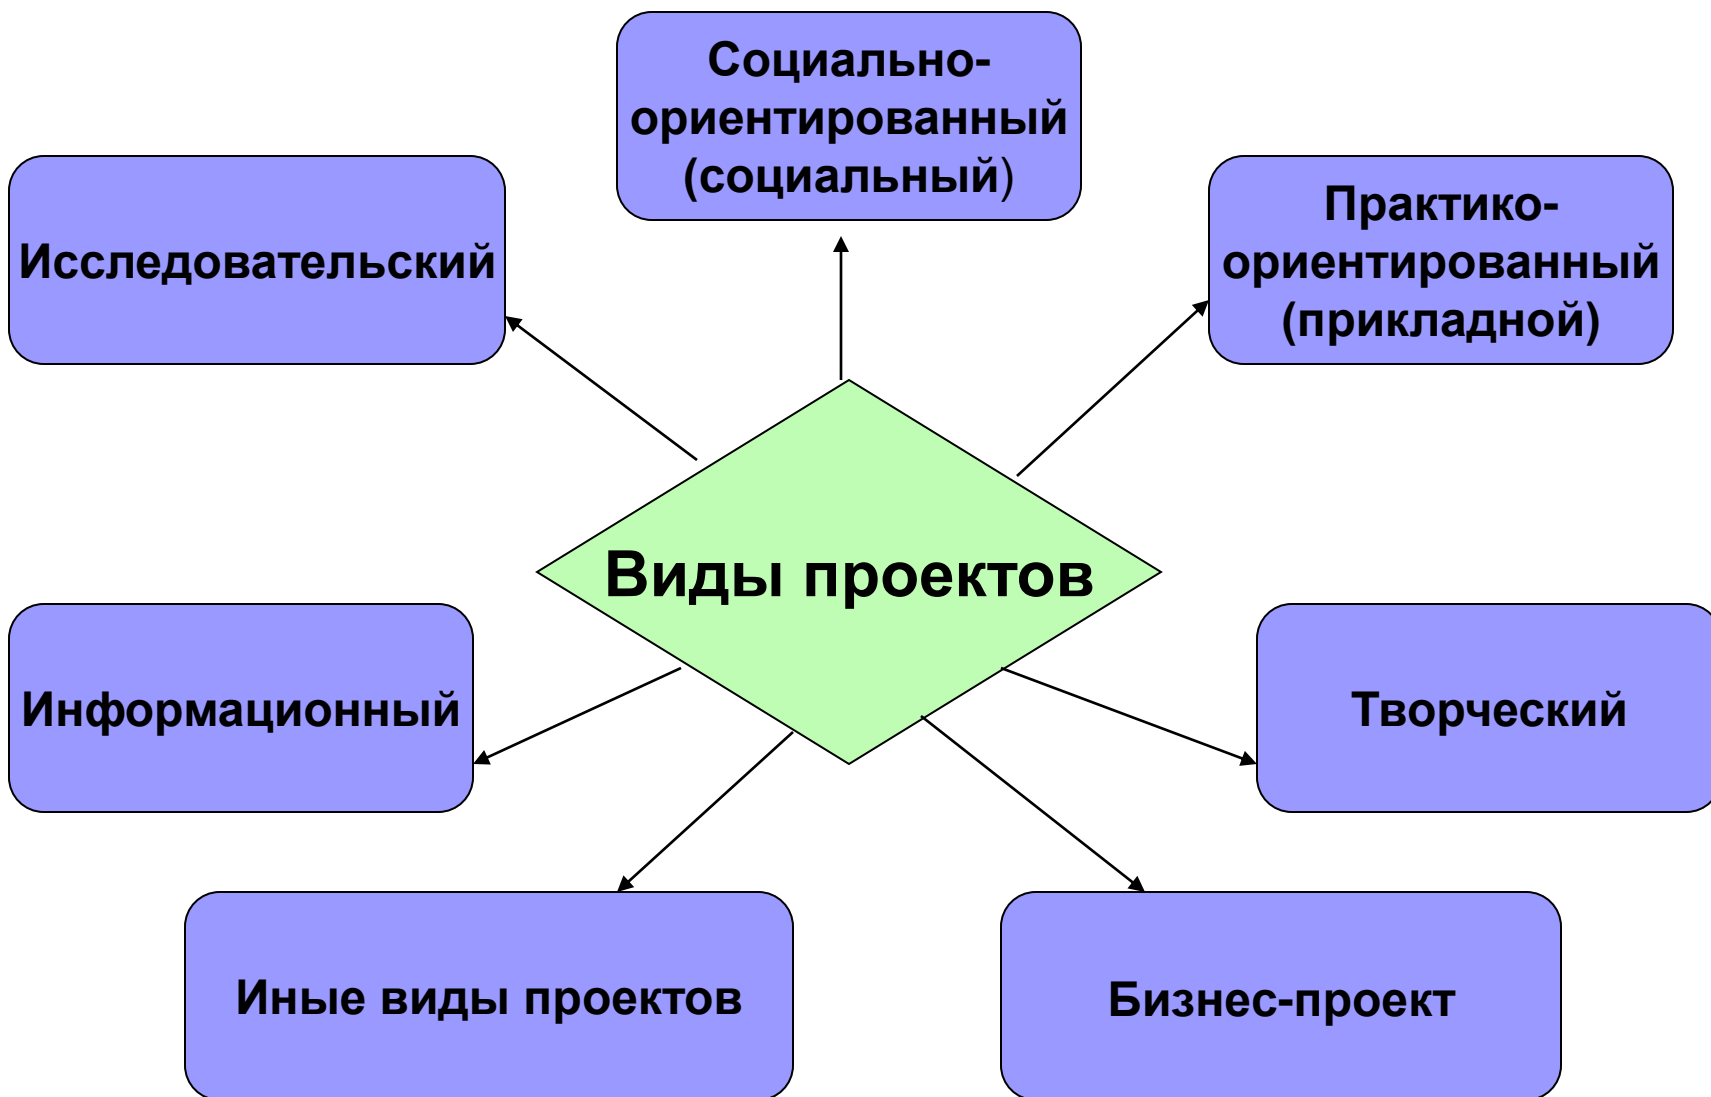 Социально-
ориентированный
(социальный)
Исследовательский
Практико-
ориентированный
(прикладной)
Виды проектов
Информационный
Творческий
Иные виды проектов
Бизнес-проект